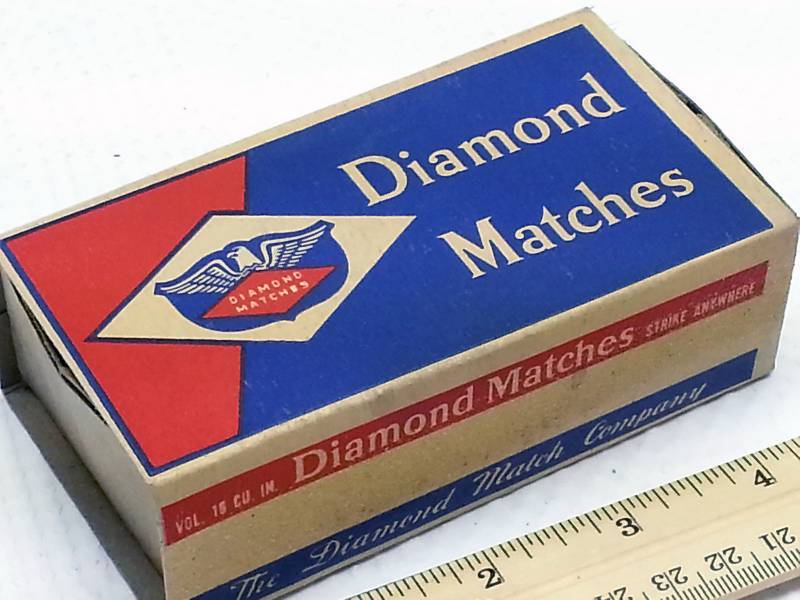 Diamond
Matches
DIAMOND
MATCHES
VOL. 16 CU. IN. Diamond Matches STRIKE ANYWHERE
The Diamond Match Company
2 3 4
23 22 21